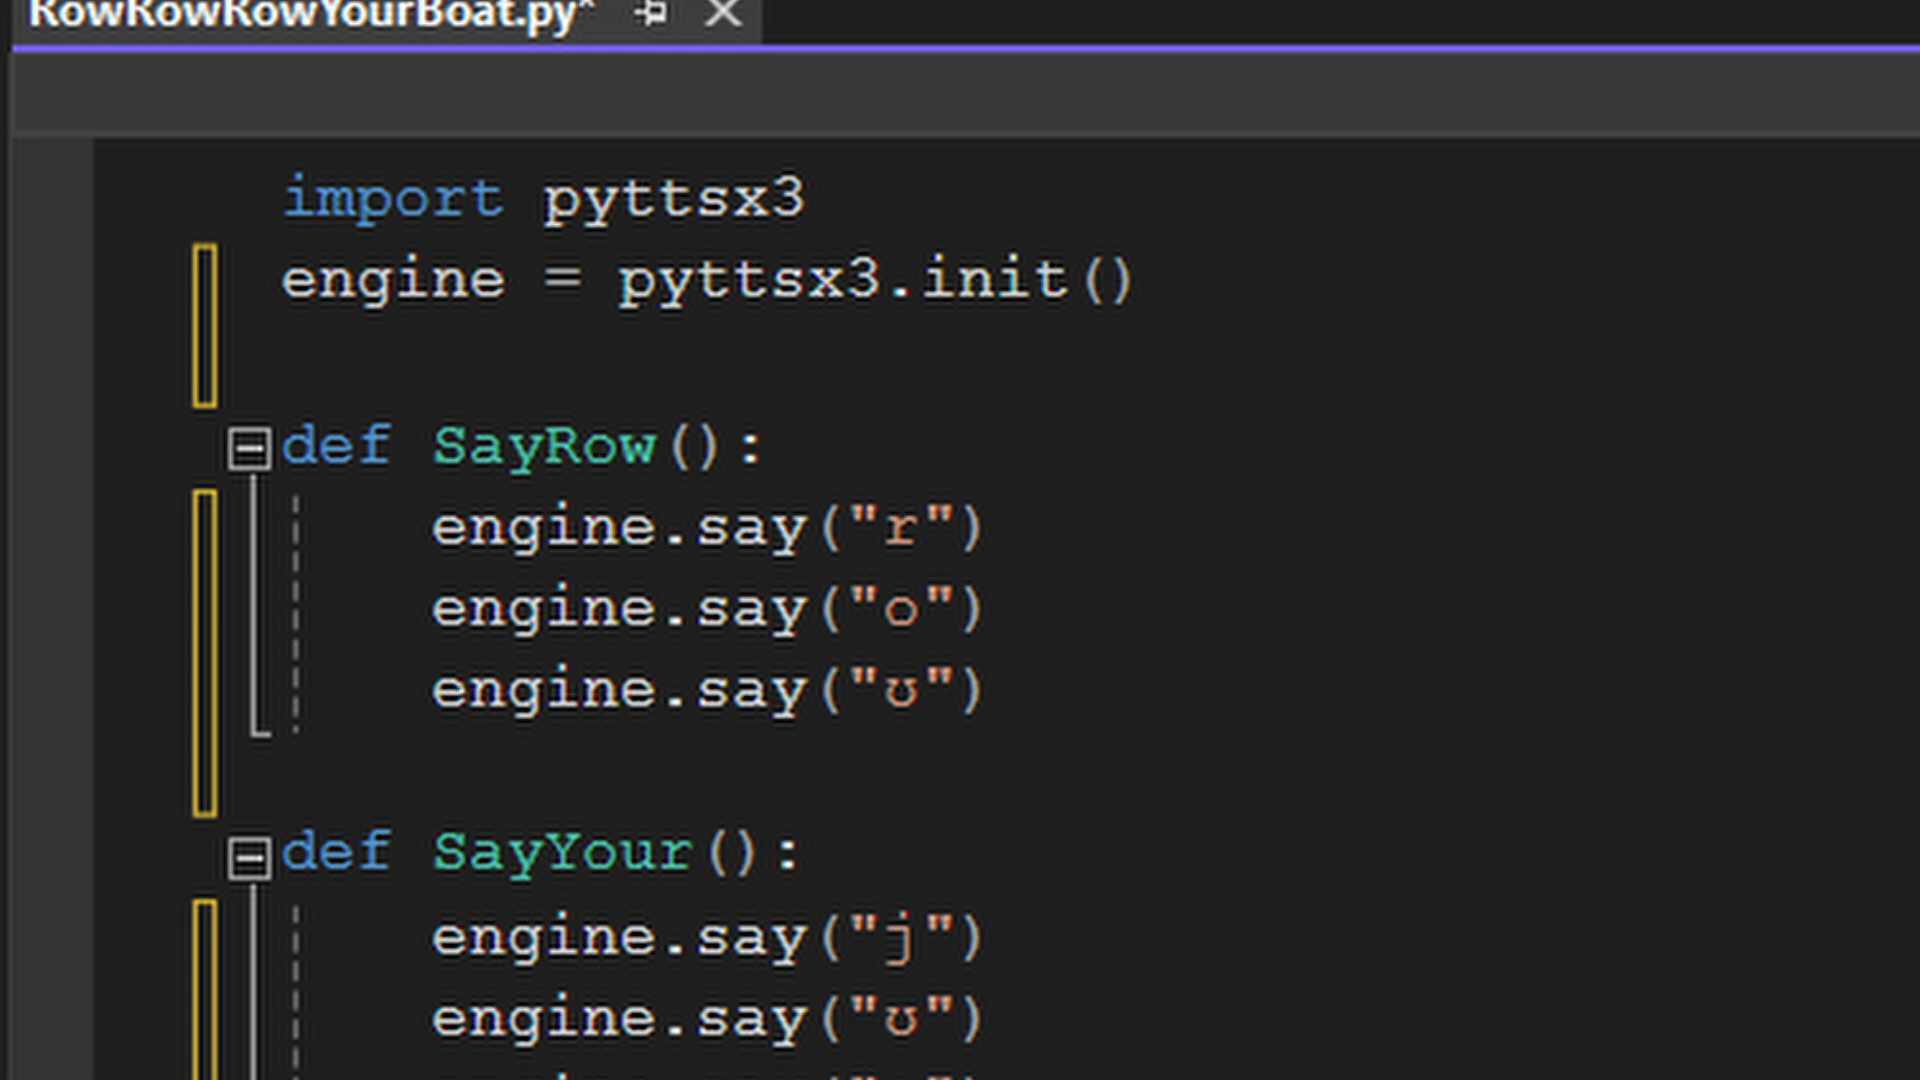 RowRowRowYourBoat.py*
import pyttsx3
engine = pyttsx3.init()
def SayRow():
engine.say("r")
engine.say("o")
engine.say("ʊ")
def SayYour():
engine.say("j")
engine.say("ʊ")